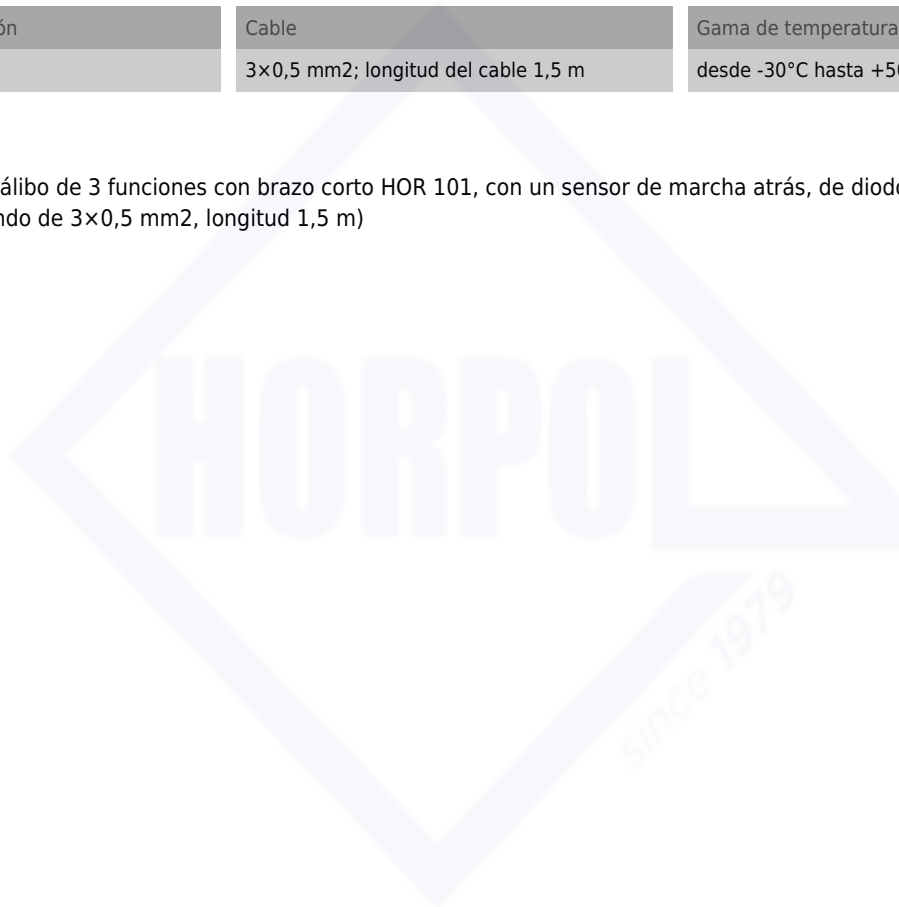 ón
Cable
Gama de temperatura
3×0,5 mm2; longitud del cable 1,5 m
desde -30°C hasta +50
álibo de 3 funciones con brazo corto HOR 101, con un sensor de marcha atrás, de diodo
ndo de 3×0,5 mm2, longitud 1,5 m)
HORPOL
since 1979